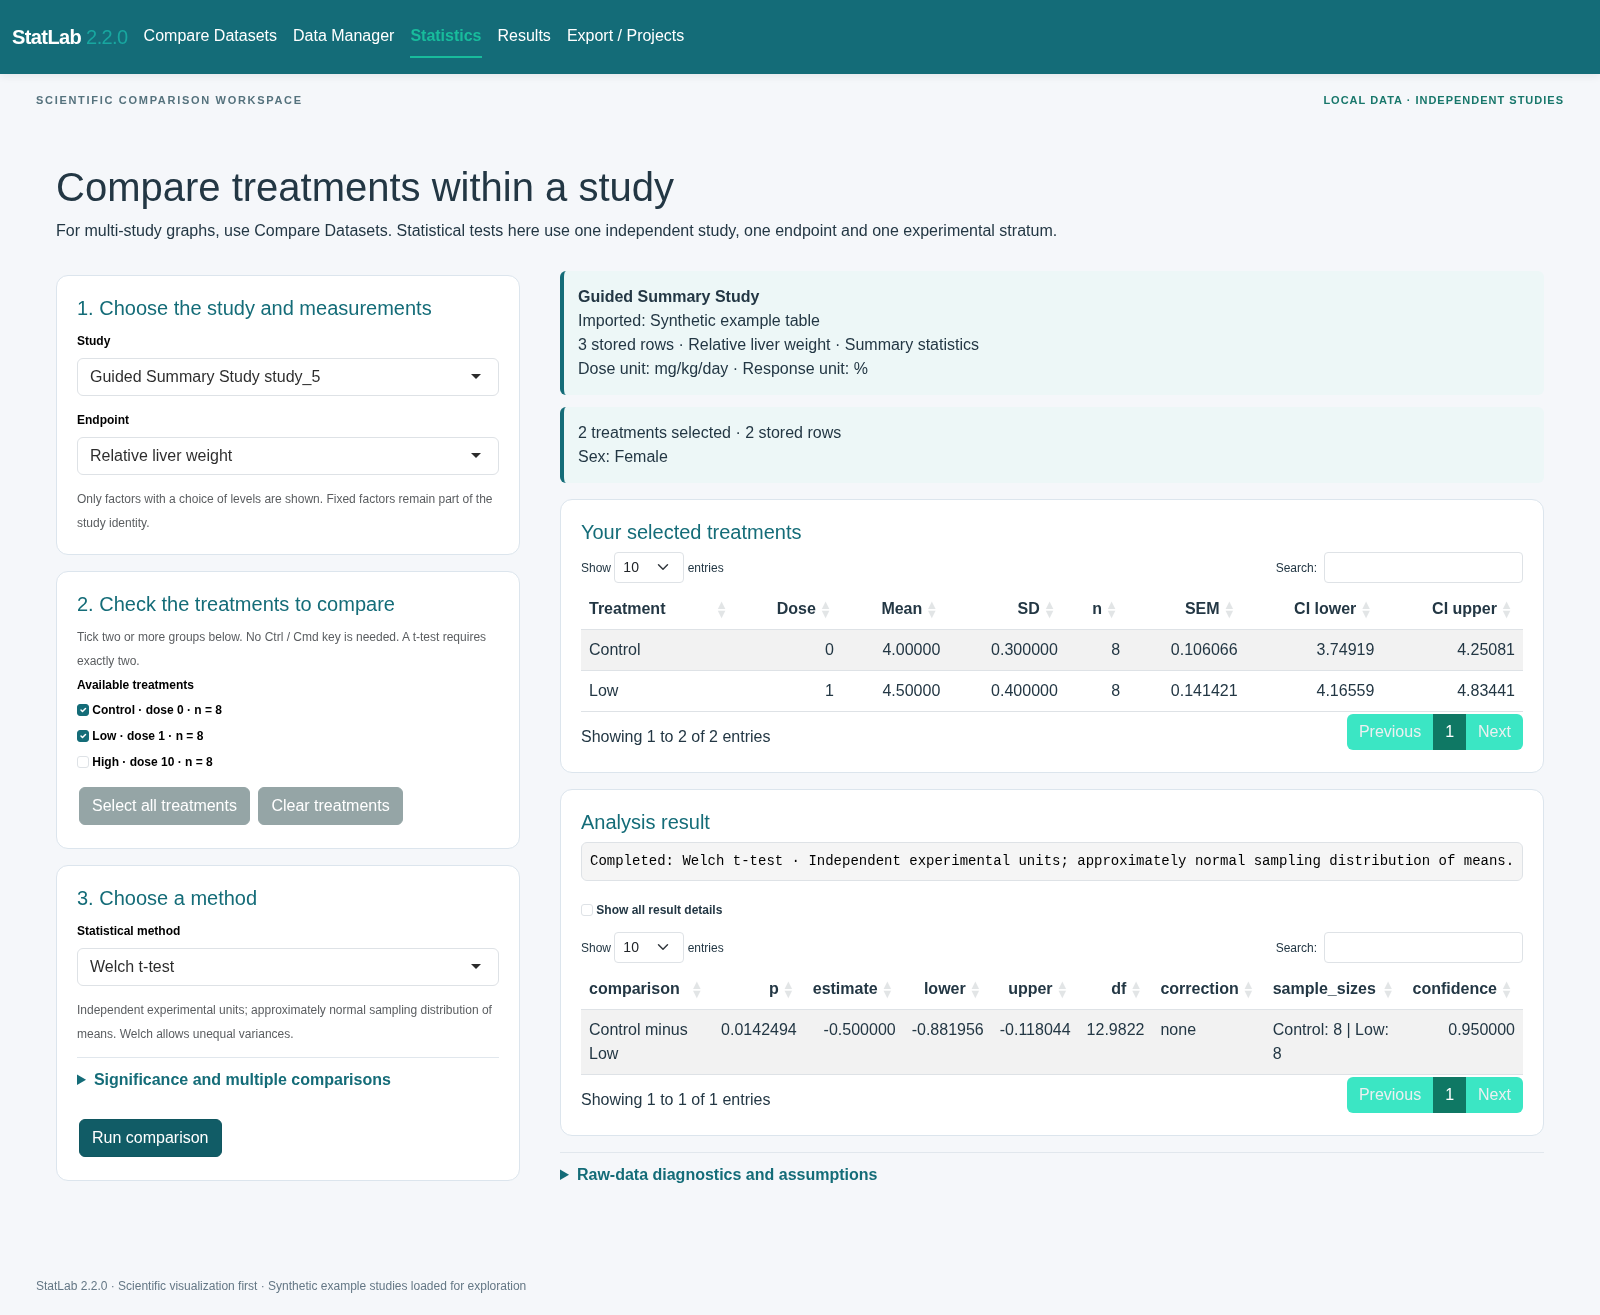 StatLab 2.2.0 Compare Datasets Data Manager Statistics Results Export / Projects
SCIENTIFIC COMPARISON WORKSPACE
LOCAL DATA · INDEPENDENT STUDIES
Compare treatments within a study
For multi-study graphs, use Compare Datasets. Statistical tests here use one independent study, one endpoint and one experimental stratum.
1. Choose the study and measurements
Study
Guided Summary Study study_5
Endpoint
Relative liver weight
Only factors with a choice of levels are shown. Fixed factors remain part of the
study identity.
2. Check the treatments to compare
Tick two or more groups below. No Ctrl / Cmd key is needed. A t-test requires
exactly two.
Available treatments
Control · dose 0 · n = 8
Low · dose 1 · n = 8
High · dose 10 · n = 8
Select all treatments Clear treatments
3. Choose a method
Statistical method
Welch t-test
Independent experimental units; approximately normal sampling distribution of
means. Welch allows unequal variances.
Significance and multiple comparisons
Run comparison
Guided Summary Study
Imported: Synthetic example table
3 stored rows · Relative liver weight · Summary statistics
Dose unit: mg/kg/day · Response unit: %
2 treatments selected · 2 stored rows
Sex: Female
Your selected treatments
Show 10 entries Search:
Treatment Dose Mean SD n SEM CI lower CI upper
Control 0 4.00000 0.300000 8 0.106066 3.74919 4.25081
Low 1 4.50000 0.400000 8 0.141421 4.16559 4.83441
Showing 1 to 2 of 2 entries Previous 1 Next
Analysis result
Completed: Welch t-test · Independent experimental units; approximately normal sampling distribution of means.
Show all result details
Show 10 entries Search:
comparison p estimate lower upper df correction sample_sizes confidence
Control minus 0.0142494 -0.500000 -0.881956 -0.118044 12.9822 none Control: 8 | Low: 0.950000
Low 8
Showing 1 to 1 of 1 entries Previous 1 Next
Raw-data diagnostics and assumptions
StatLab 2.2.0 · Scientific visualization first · Synthetic example studies loaded for exploration